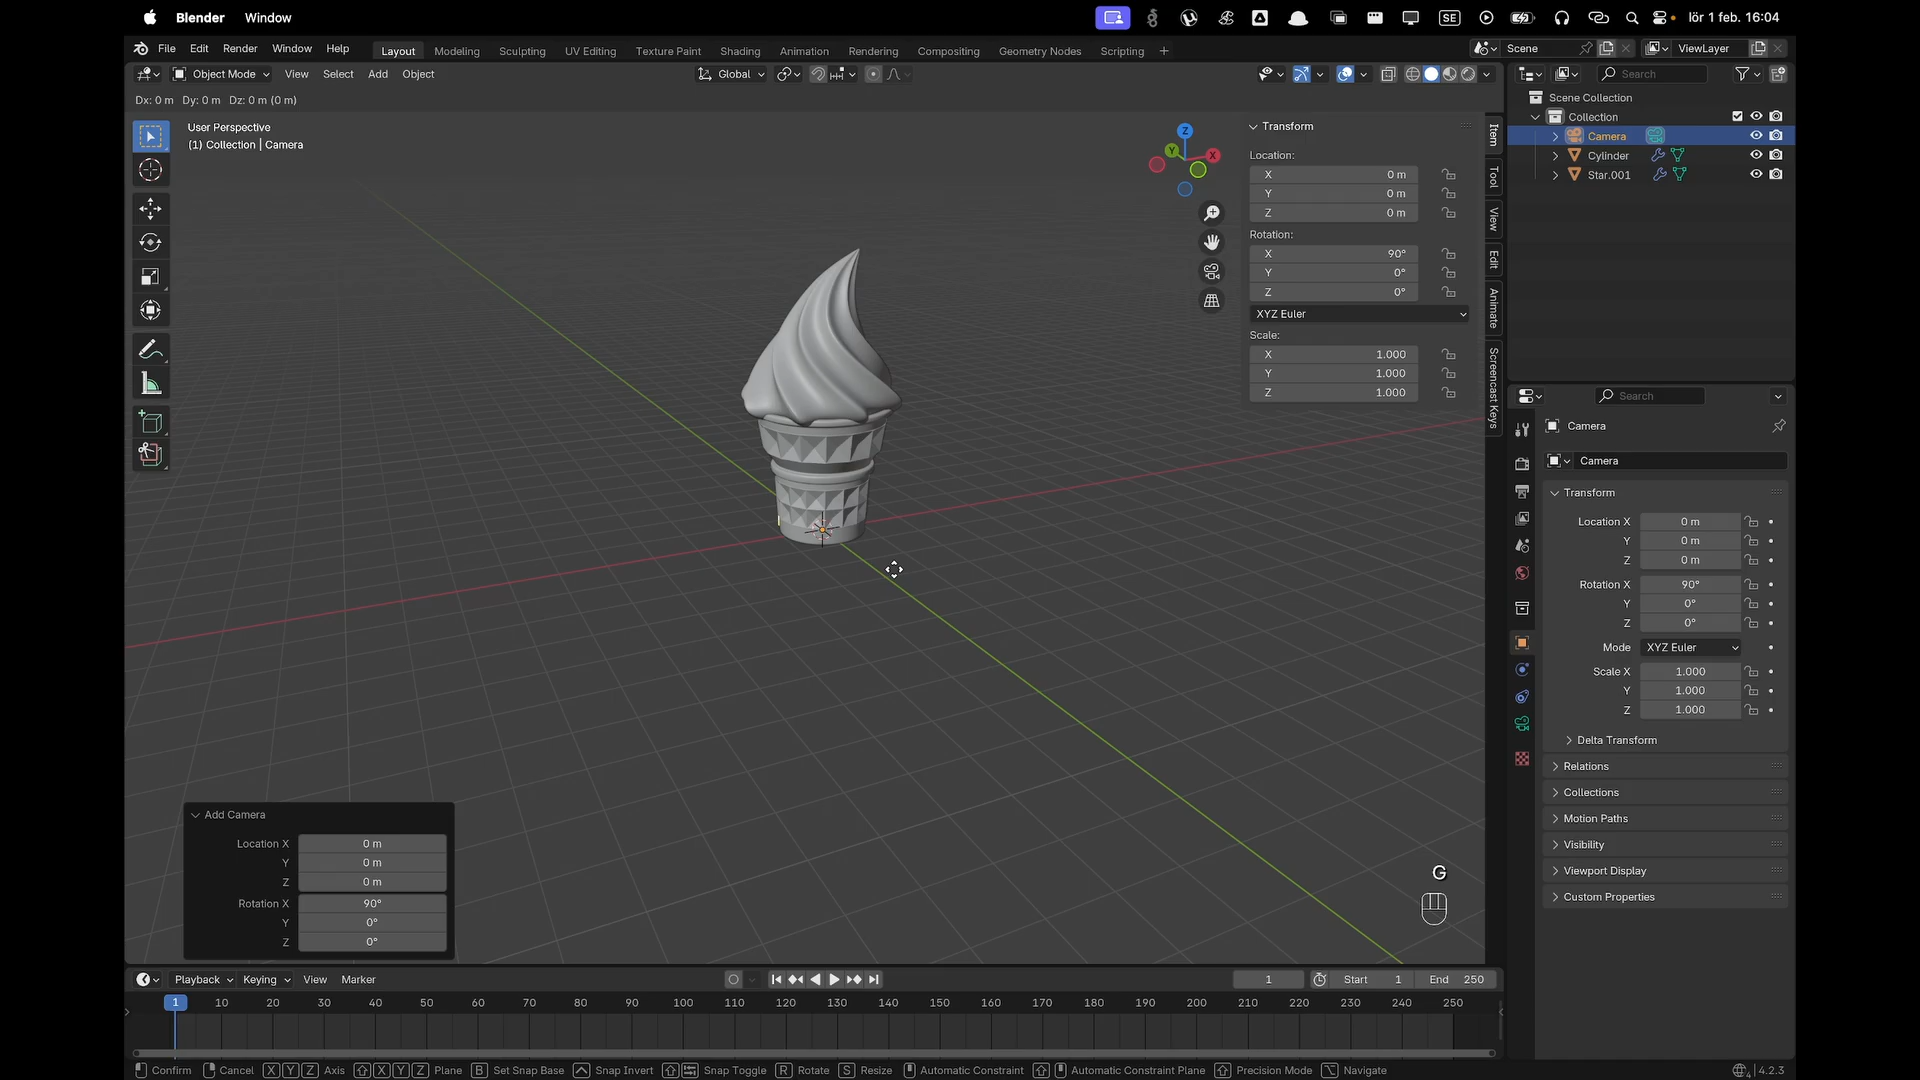 Blender Window SE lör 1 feb. 16:04
File Edit Render Window Help Layout Modeling Sculpting UV Editing Texture Paint Shading Animation Rendering Compositing Geometry Nodes Scripting + Scene ViewLayer
Object Mode View Select Add Object Global Search
Dx: 0 m Dy: 0 m Dz: 0 m (0 m)
Scene Collection
Collection
Camera
Cylinder
Star.001
User Perspective
(1) Collection | Camera
Z
Y
X
Transform
Location:
X 0 m
Y 0 m
Z 0 m
Rotation:
X 90°
Y 0°
Z 0°
XYZ Euler
Scale:
X 1.000
Y 1.000
Z 1.000
Item
Tool
View
Edit
Animate
Screencast Keys
Search
Camera
Camera
Transform
Location X 0 m
Y 0 m
Z 0 m
Rotation X 90°
Y 0°
Z 0°
Mode XYZ Euler
Scale X 1.000
Y 1.000
Z 1.000
Delta Transform
Relations
Collections
Motion Paths
Visibility
Viewport Display
Custom Properties
Add Camera
Location X 0 m
Y 0 m
Z 0 m
Rotation X 90°
Y 0°
Z 0°
G
Playback Keying View Marker 1 Start 1 End 250
1 10 20 30 40 50 60 70 80 90 100 110 120 130 140 150 160 170 180 190 200 210 220 230 240 250
Confirm Cancel X Y Z Axis X Y Z Plane B Set Snap Base Snap Invert Snap Toggle R Rotate S Resize Automatic Constraint Automatic Constraint Plane Precision Mode Navigate 4.2.3